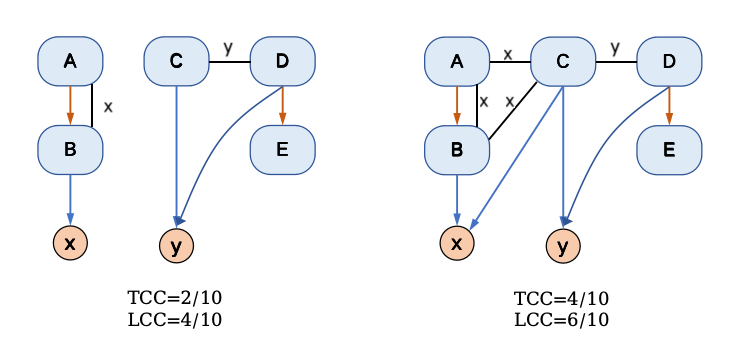 y
A C D
x
B E
x y
TCC=2/10
LCC=4/10
y
x
A C D
x x
B E
x y
TCC=4/10
LCC=6/10